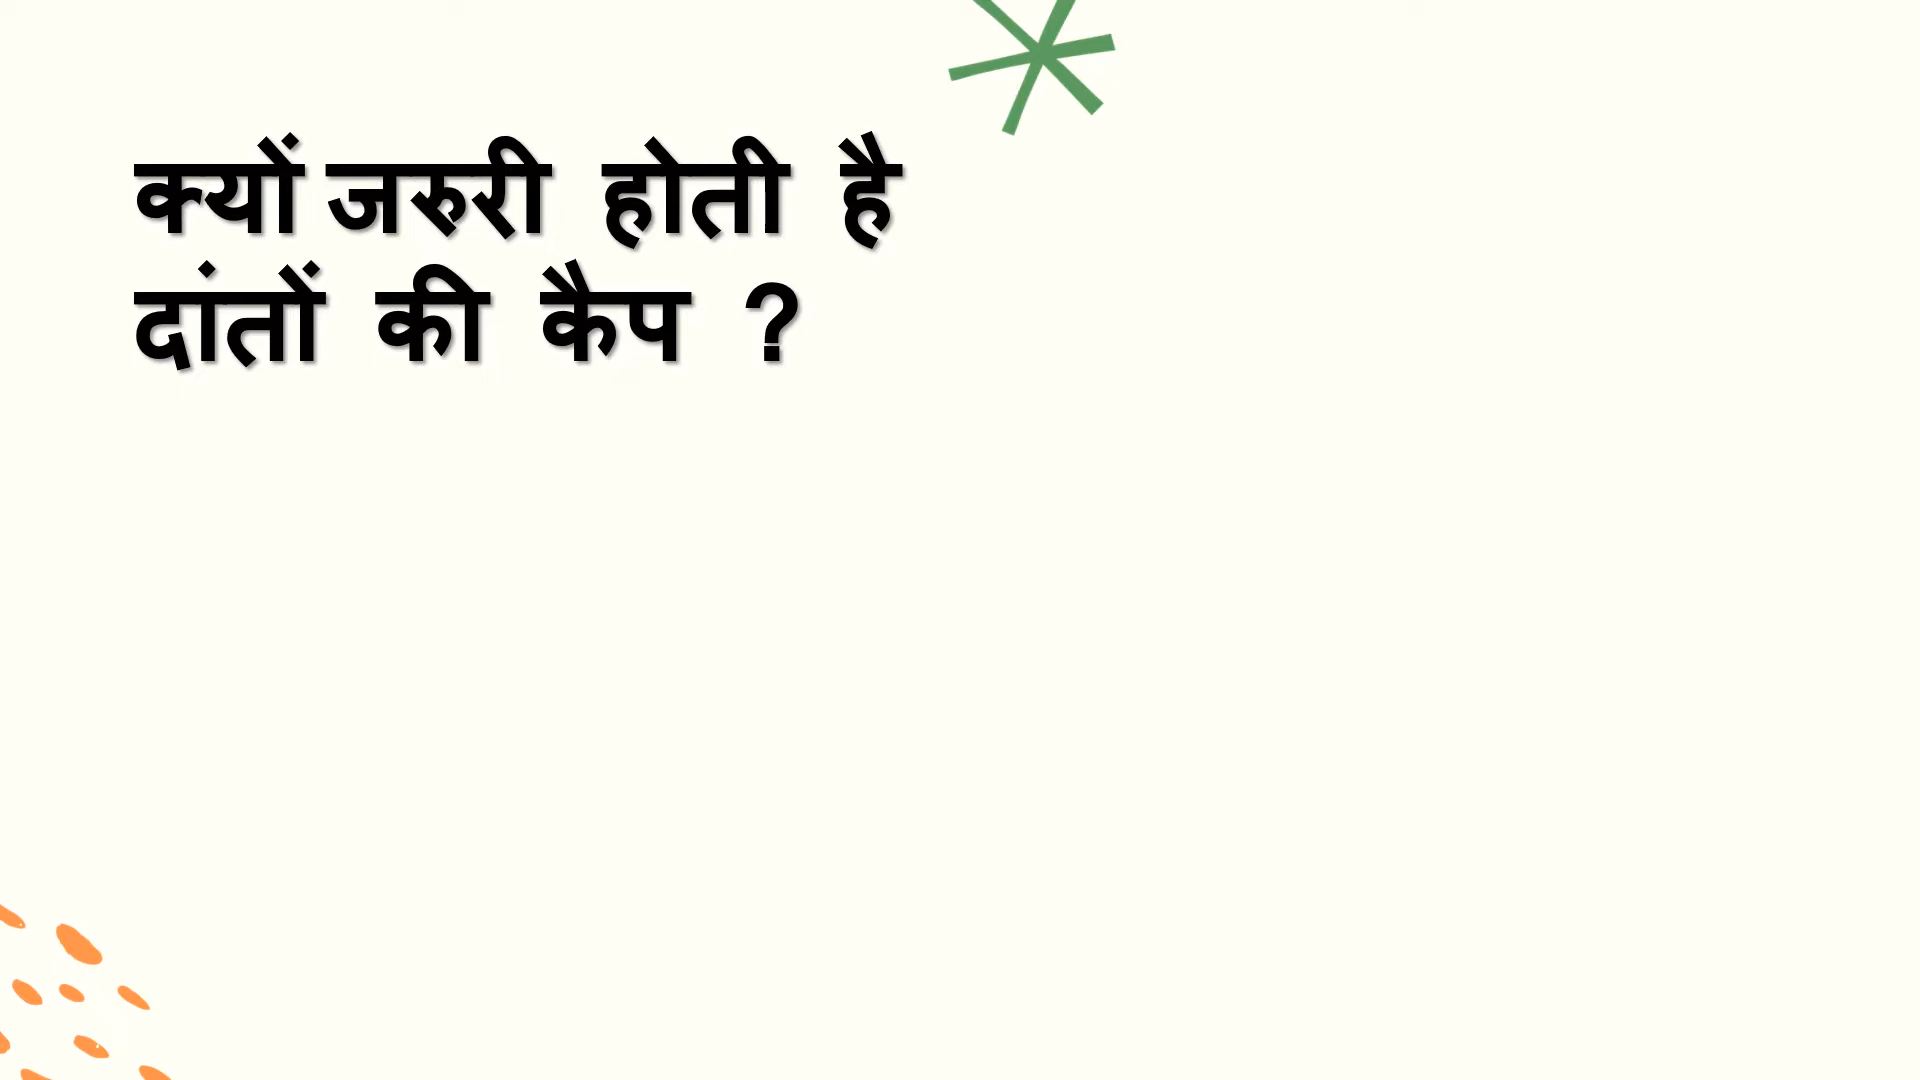 क्यों जरुरी होती है
दांतों की कैप ?